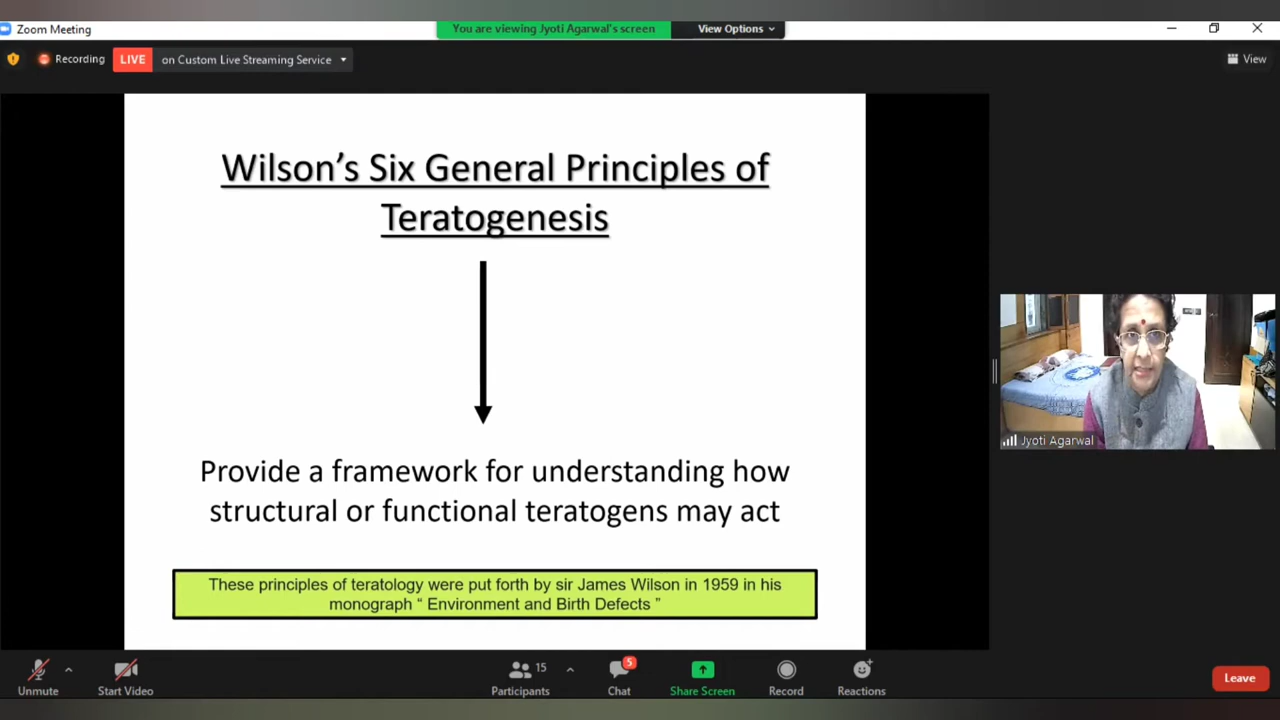 Zoom Meeting
You are viewing Jyoti Agarwal's screen
View Options
Recording
LIVE
on Custom Live Streaming Service
View
Wilson's Six General Principles of
Teratogenesis
Provide a framework for understanding how
structural or functional teratogens may act
These principles of teratology were put forth by sir James Wilson in 1959 in his
monograph “ Environment and Birth Defects ”
Jyoti Agarwal
Unmute
Start Video
15
Participants
5
Chat
Share Screen
Record
Reactions
Leave